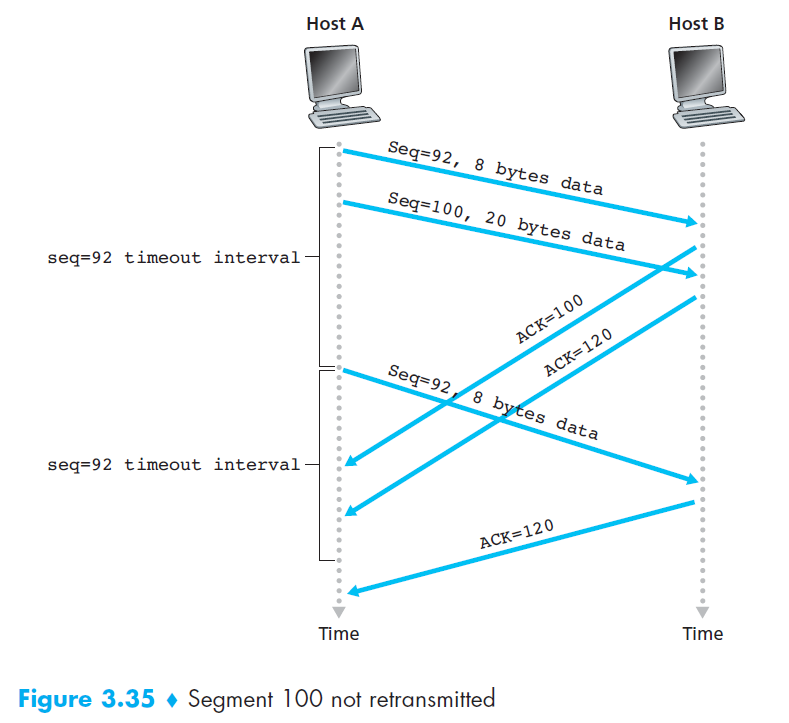 Host A
Host B
Seq=92, 8 bytes data
Seq=100, 20 bytes data
seq=92 timeout interval
ACK=100
ACK=120
Seq=92, 8 bytes data
seq=92 timeout interval
ACK=120
Time
Time
Figure 3.35 ♦ Segment 100 not retransmitted